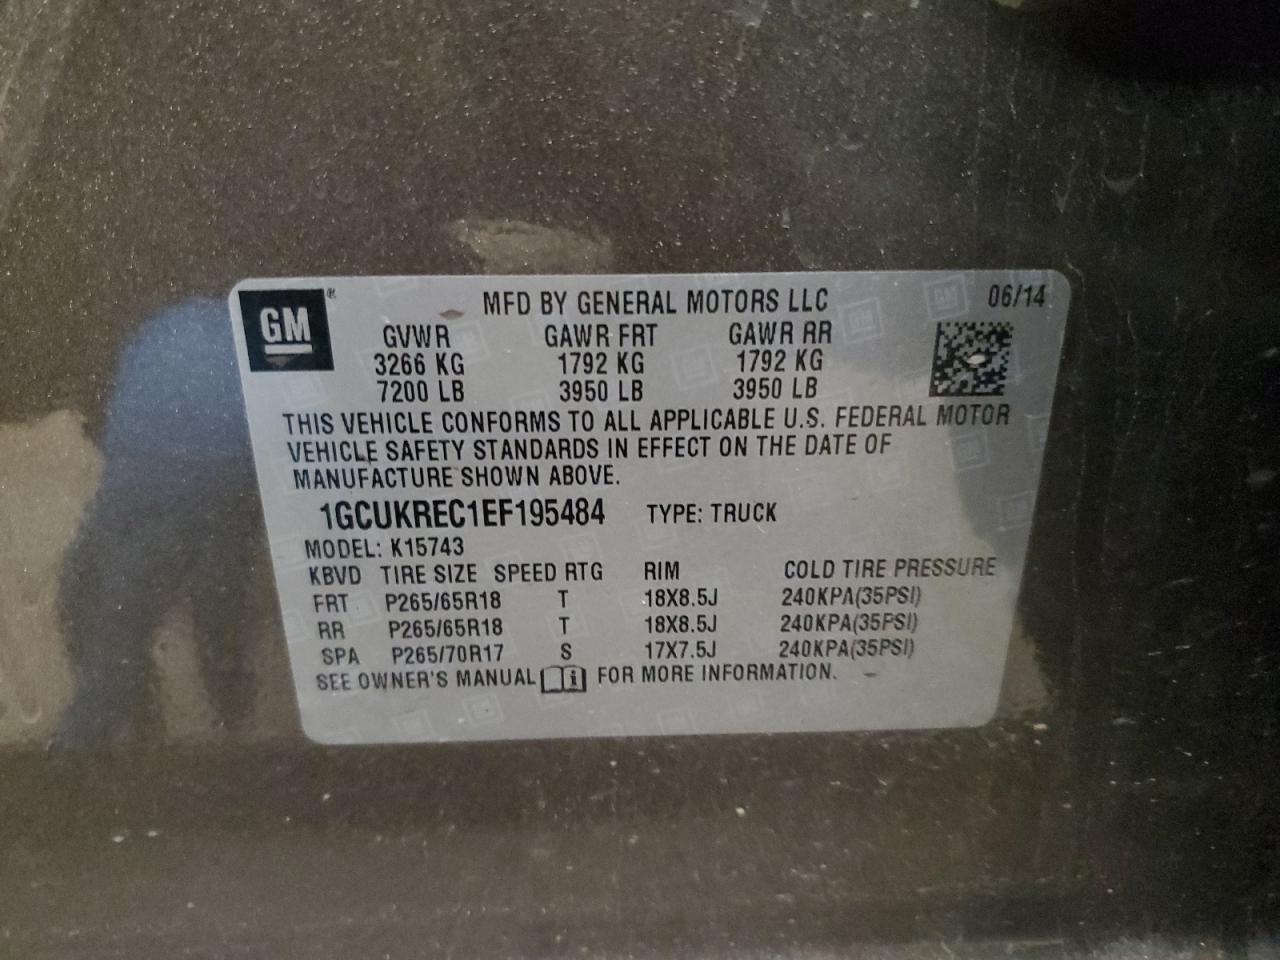 GM®
MFD BY GENERAL MOTORS LLC 06/14
GVWR GAWR FRT GAWR RR
3266 KG 1792 KG 1792 KG
7200 LB 3950 LB 3950 LB
THIS VEHICLE CONFORMS TO ALL APPLICABLE U.S. FEDERAL MOTOR
VEHICLE SAFETY STANDARDS IN EFFECT ON THE DATE OF
MANUFACTURE SHOWN ABOVE.
1GCUKREC1EF195484 TYPE: TRUCK
MODEL: K15743
KBVD TIRE SIZE SPEED RTG RIM COLD TIRE PRESSURE
FRT P265/65R18 T 18X8.5J 240KPA(35PSI)
RR P265/65R18 T 18X8.5J 240KPA(35PSI)
SPA P265/70R17 S 17X7.5J 240KPA(35PSI)
SEE OWNER'S MANUAL FOR MORE INFORMATION.